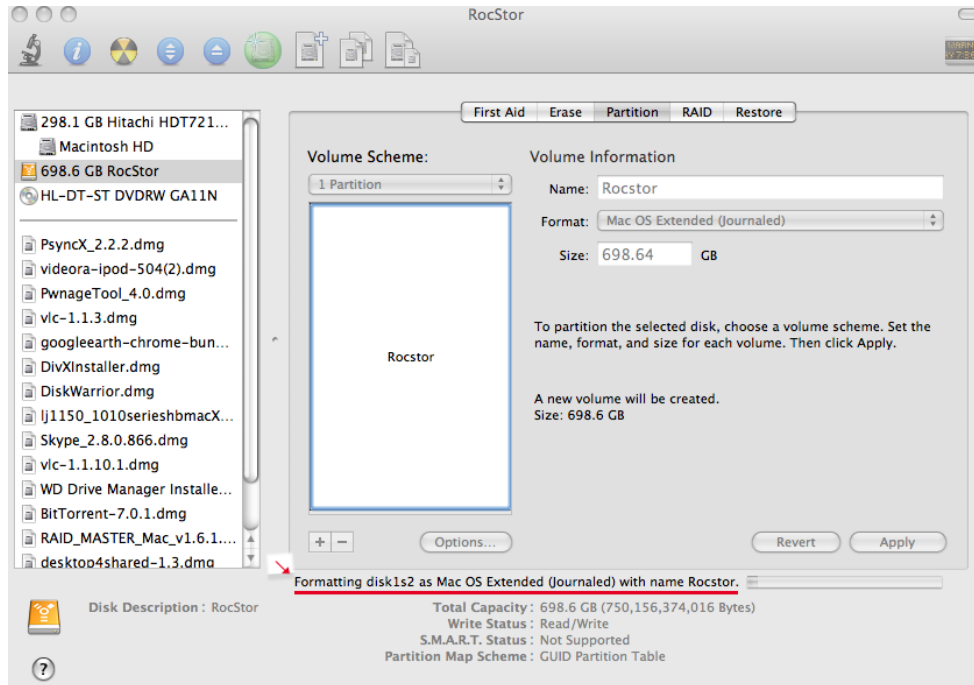 RocStor
First Aid Erase Partition RAID Restore
298.1 GB Hitachi HDT721...
Macintosh HD
698.6 GB RocStor
HL-DT-ST DVDRW GA11N
PsyncX_2.2.2.dmg
videora-ipod-504(2).dmg
PwnageTool_4.0.dmg
vlc-1.1.3.dmg
googleearth-chrome-bun...
DivXInstaller.dmg
DiskWarrior.dmg
lj1150_1010serieshbmacX...
Skype_2.8.0.866.dmg
vlc-1.1.10.1.dmg
WD Drive Manager Installe...
BitTorrent-7.0.1.dmg
RAID_MASTER_Mac_v1.6.1....
desktop4shared-1.3.dmg
Volume Scheme:
1 Partition
Rocstor
Volume Information
Name: Rocstor
Format: Mac OS Extended (Journaled)
Size: 698.64 GB
To partition the selected disk, choose a volume scheme. Set the
name, format, and size for each volume. Then click Apply.
A new volume will be created.
Size: 698.6 GB
+ − Options... Revert Apply
Formatting disk1s2 as Mac OS Extended (Journaled) with name Rocstor.
Disk Description : RocStor
Total Capacity : 698.6 GB (750,156,374,016 Bytes)
Write Status : Read/Write
S.M.A.R.T. Status : Not Supported
Partition Map Scheme : GUID Partition Table
?